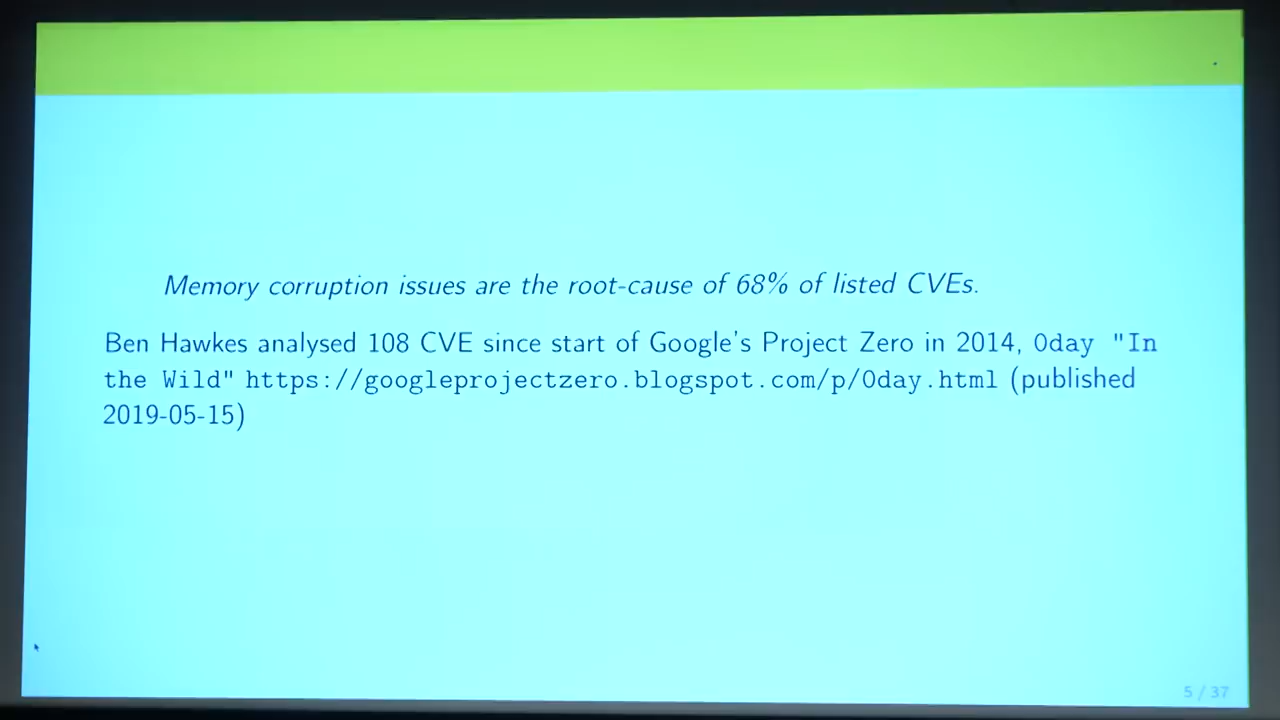 Memory corruption issues are the root-cause of 68% of listed CVEs.
Ben Hawkes analysed 108 CVE since start of Google's Project Zero in 2014, 0day "In
the Wild" https://googleprojectzero.blogspot.com/p/0day.html (published
2019-05-15)
5 / 37